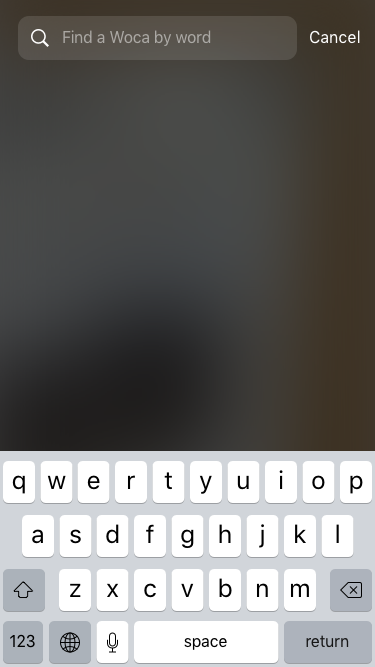 Find a Woca by word Cancel
q w e r t y u i o p
a s d f g h j k l
z x c v b n m
123 space return